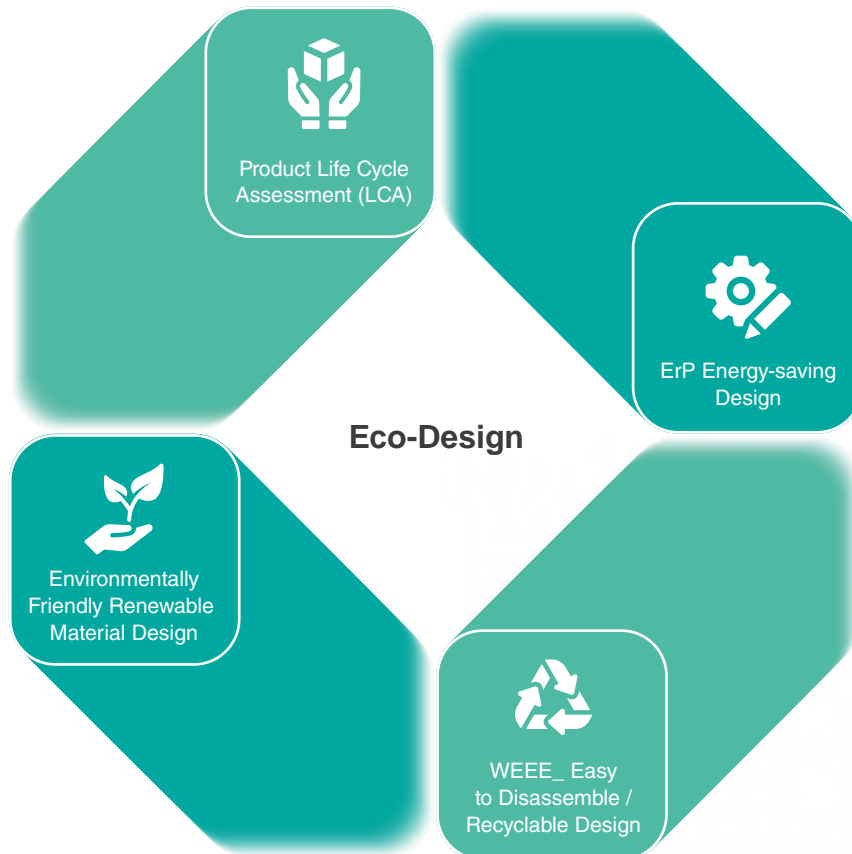 Product Life Cycle
Assessment (LCA)
ErP Energy-saving
Design
Eco-Design
Environmentally
Friendly Renewable
Material Design
WEEE_ Easy
to Disassemble /
Recyclable Design